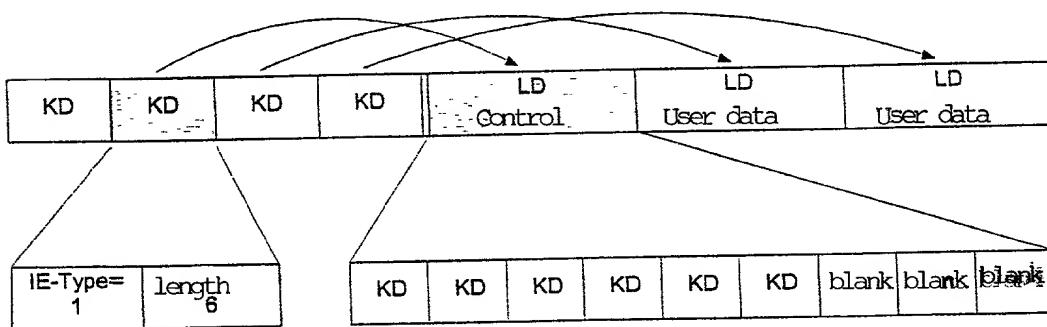 KD KD KD KD LD LD LD
Control User data User data
IE-Type= length
1 6
KD KD KD KD KD KD blank blank blank